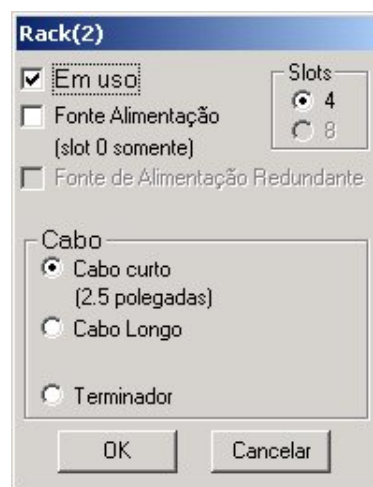 Rack(2)
Em uso
Slots
4
8
Fonte Alimentação
(slot 0 somente)
Fonte de Alimentação Redundante
Cabo
Cabo curto
(2.5 polegadas)
Cabo Longo
Terminador
OK
Cancelar